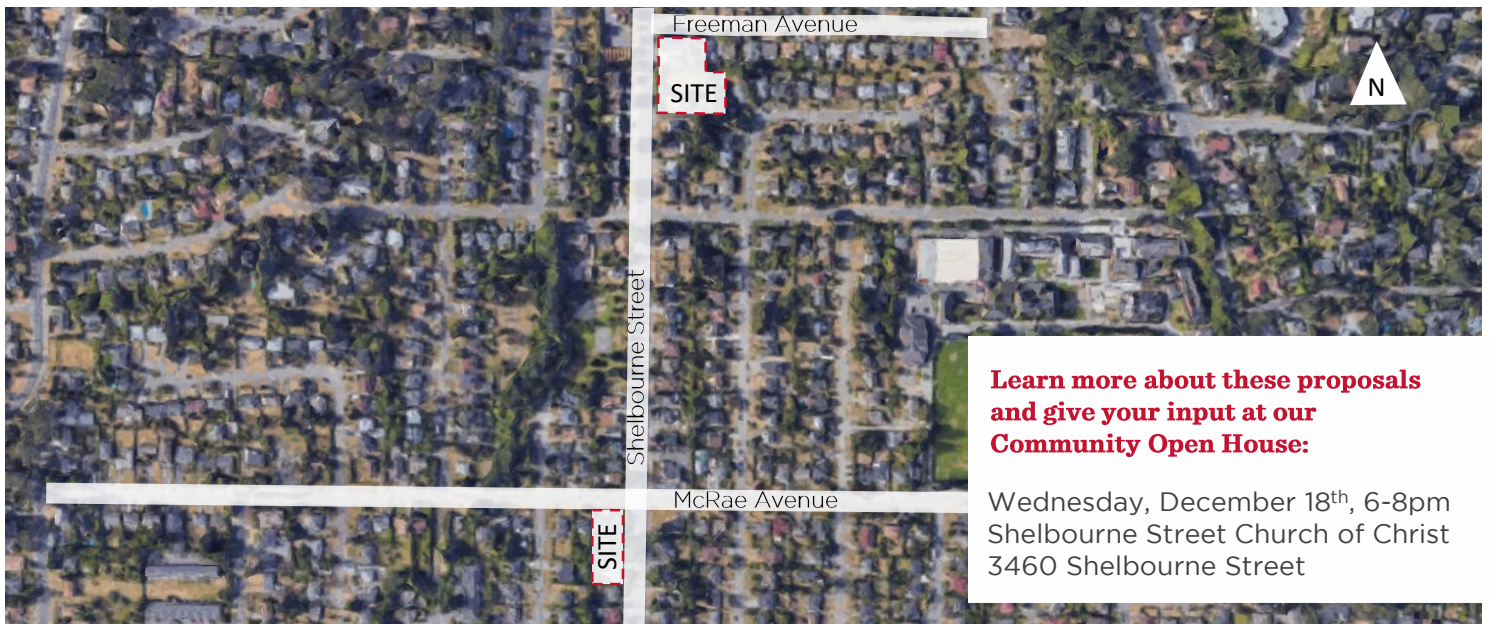 Freeman Avenue
SITE
N
Shelbourne Street
McRae Avenue
SITE
Learn more about these proposals
and give your input at our
Community Open House:
Wednesday, December 18th, 6-8pm
Shelbourne Street Church of Christ
3460 Shelbourne Street